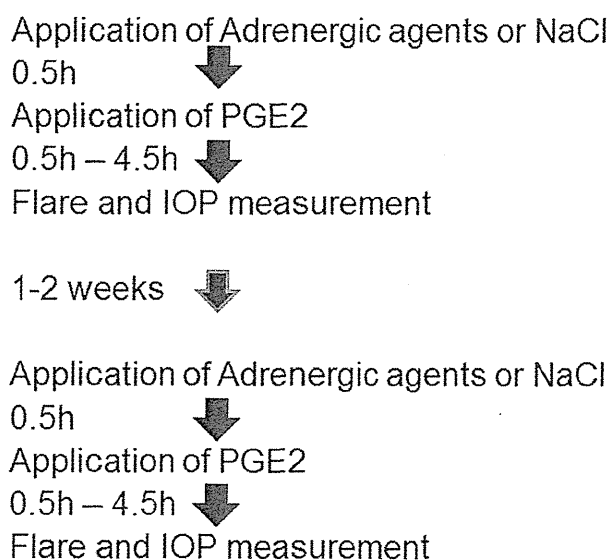 Application of Adrenergic agents or NaCl
0.5h
Application of PGE2
0.5h – 4.5h
Flare and IOP measurement
1-2 weeks
Application of Adrenergic agents or NaCl
0.5h
Application of PGE2
0.5h – 4.5h
Flare and IOP measurement